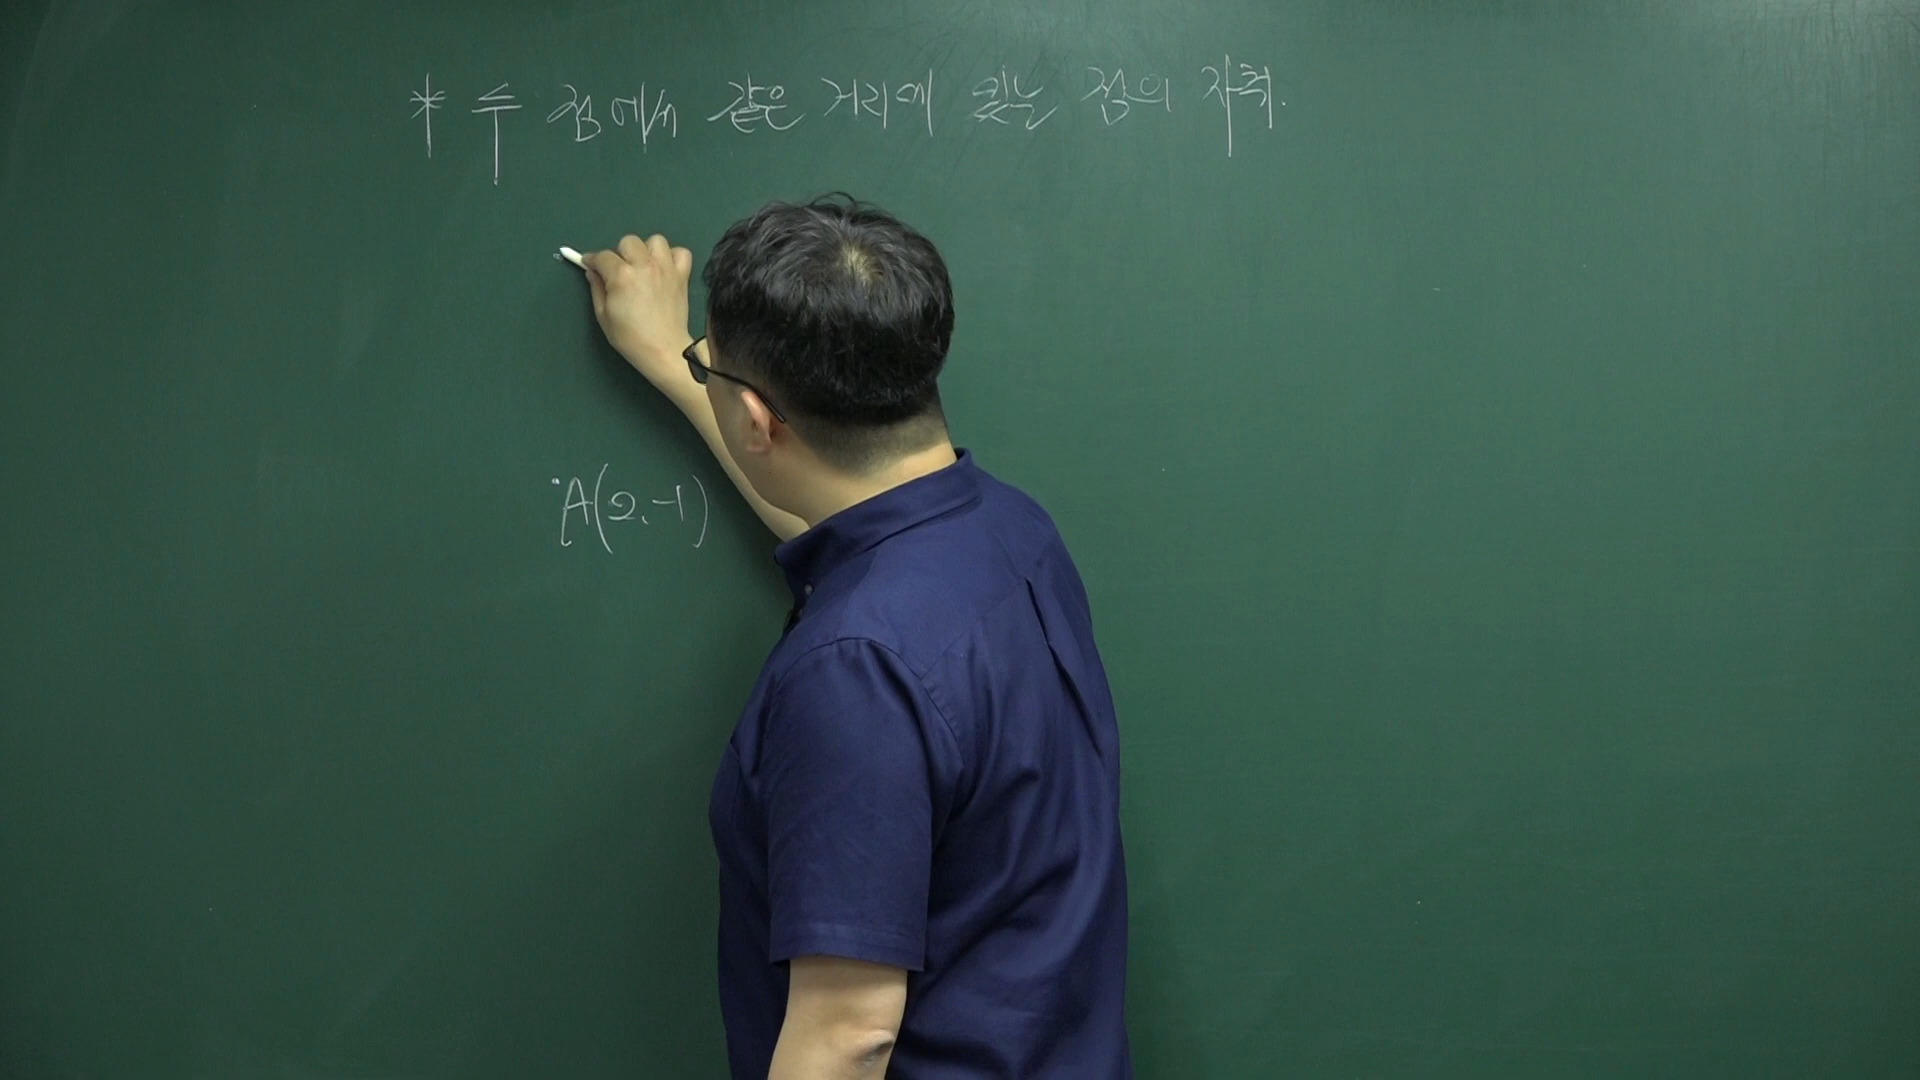 * 두 점에서 같은 거리에 있는 점의 자취.
A(2, -1)